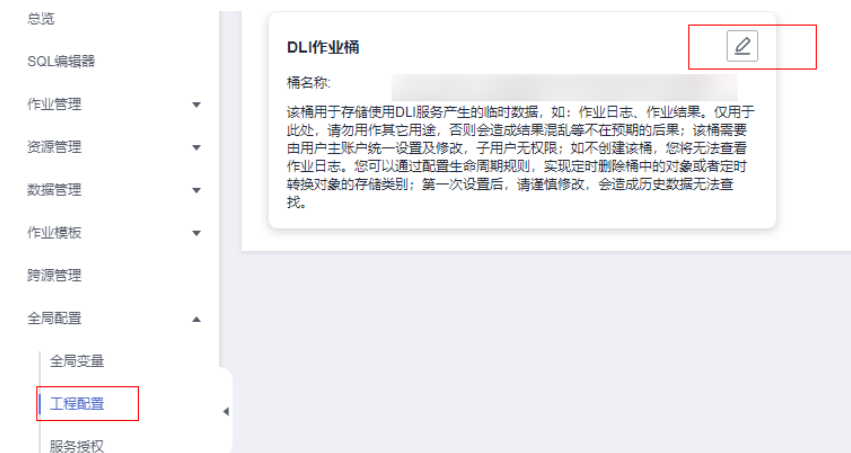 总览
SQL编辑器
作业管理
资源管理
数据管理
作业模板
跨源管理
全局配置
全局变量
工程配置
服务授权
DLI作业桶
桶名称:
该桶用于存储使用DLI服务产生的临时数据，如：作业日志、作业结果。仅用于
此处，请勿用作其它用途，否则会造成结果混乱等不在预期的后果；该桶需要
由用户主账户统一设置及修改，子用户无权限；如不创建该桶，您将无法查看
作业日志。您可以通过配置生命周期规则，实现定时删除桶中的对象或者定时
转换对象的存储类别；第一次设置后，请谨慎修改，会造成历史数据无法查
找。